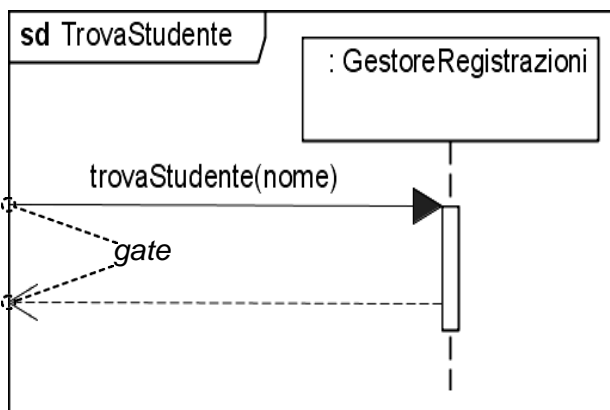 sd TrovaStudente
: GestoreRegistrazioni
trovaStudente(nome)
gate